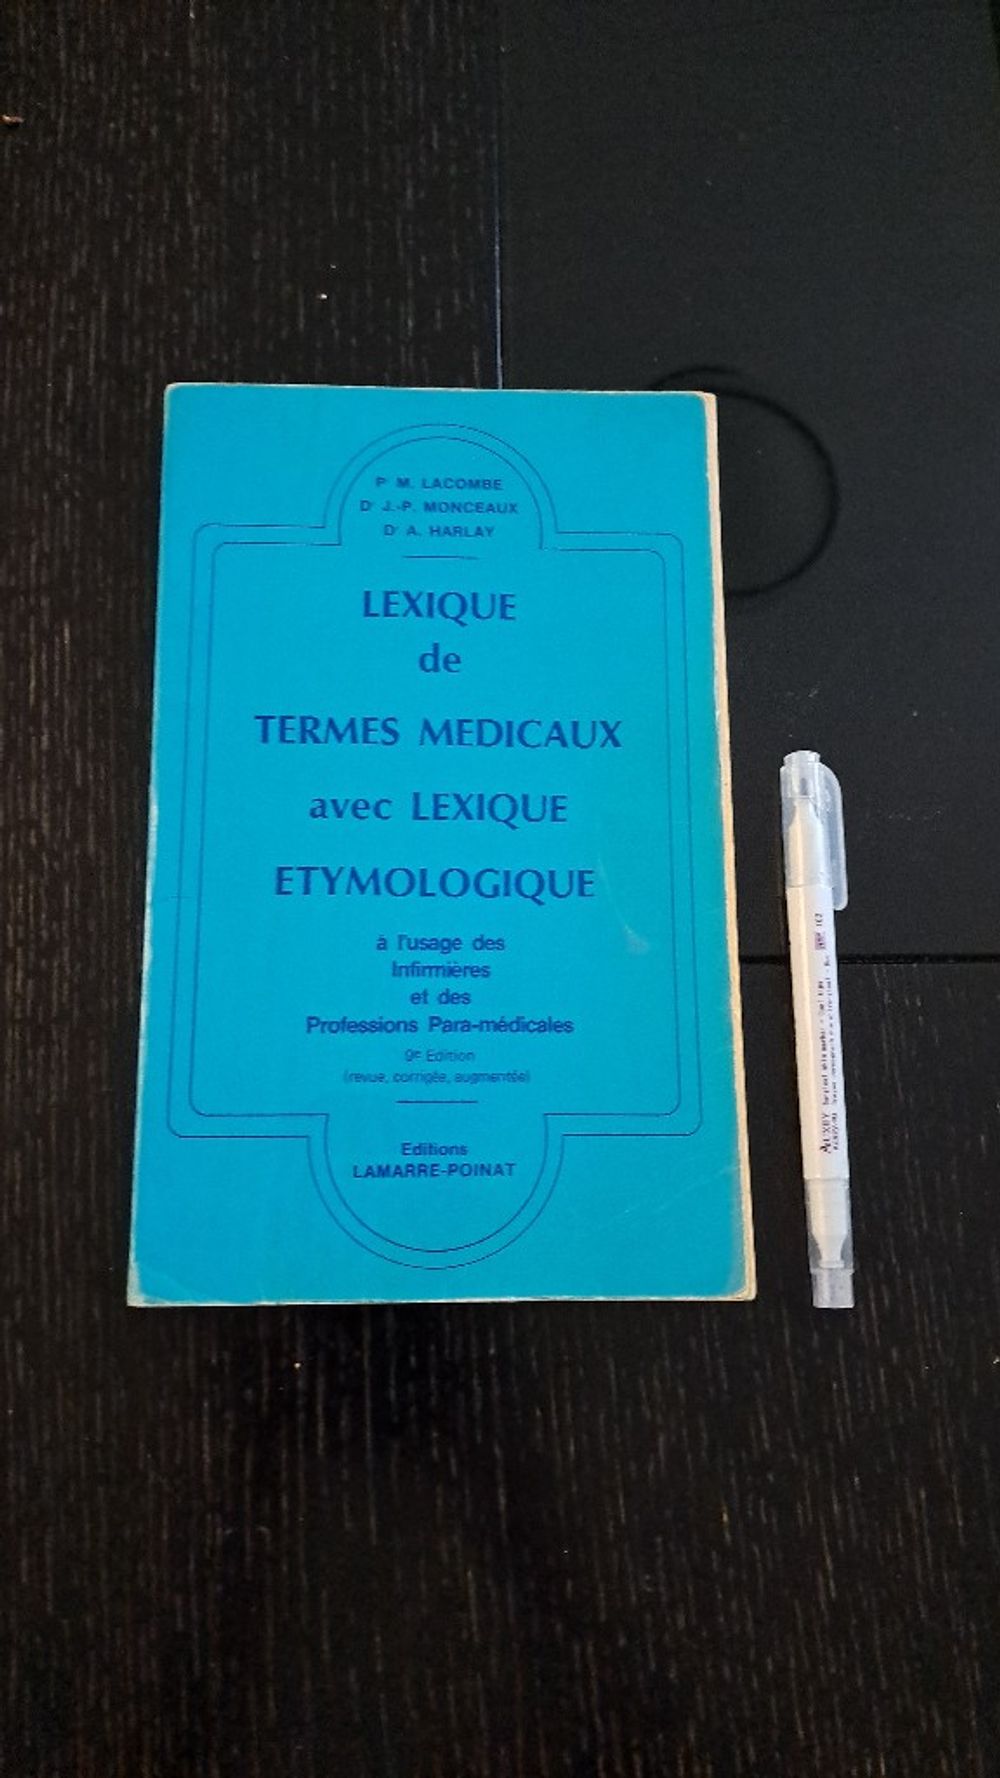 Pr M. LACOMBE
Dr J.-P. MONCEAUX
Dr A. HARLAY
LEXIQUE
de
TERMES MEDICAUX
avec LEXIQUE
ETYMOLOGIQUE
à l'usage des
Infirmières
et des
Professions Para-médicales
9e Edition
(revue, corrigée, augmentée)
Editions
LAMARRE-POINAT